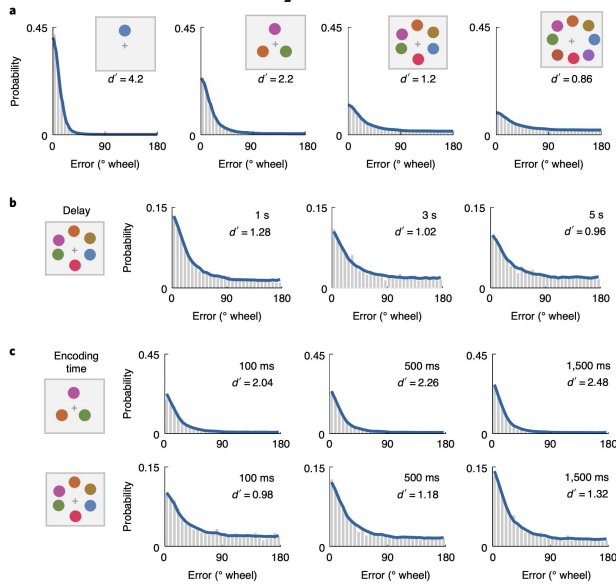 a
0.45
Probability
0
d′ = 4.2
0 90 180
Error (° wheel)
0.45
0
d′ = 2.2
0 90 180
Error (° wheel)
0.45
0
d′ = 1.2
0 90 180
Error (° wheel)
0.45
0
d′ = 0.86
0 90 180
Error (° wheel)
b
Delay
0.15
Probability
0
1 s
d′ = 1.28
0 90 180
Error (° wheel)
0.15
0
3 s
d′ = 1.02
0 90 180
Error (° wheel)
0.15
0
5 s
d′ = 0.96
0 90 180
Error (° wheel)
c
Encoding
time
0.45
Probability
0
100 ms
d′ = 2.04
0 90 180
0.45
0
500 ms
d′ = 2.26
0 90 180
0.45
0
1,500 ms
d′ = 2.48
0 90 180
0.15
Probability
0
100 ms
d′ = 0.98
0 90 180
Error (° wheel)
0.15
0
500 ms
d′ = 1.18
0 90 180
Error (° wheel)
0.15
0
1,500 ms
d′ = 1.32
0 90 180
Error (° wheel)